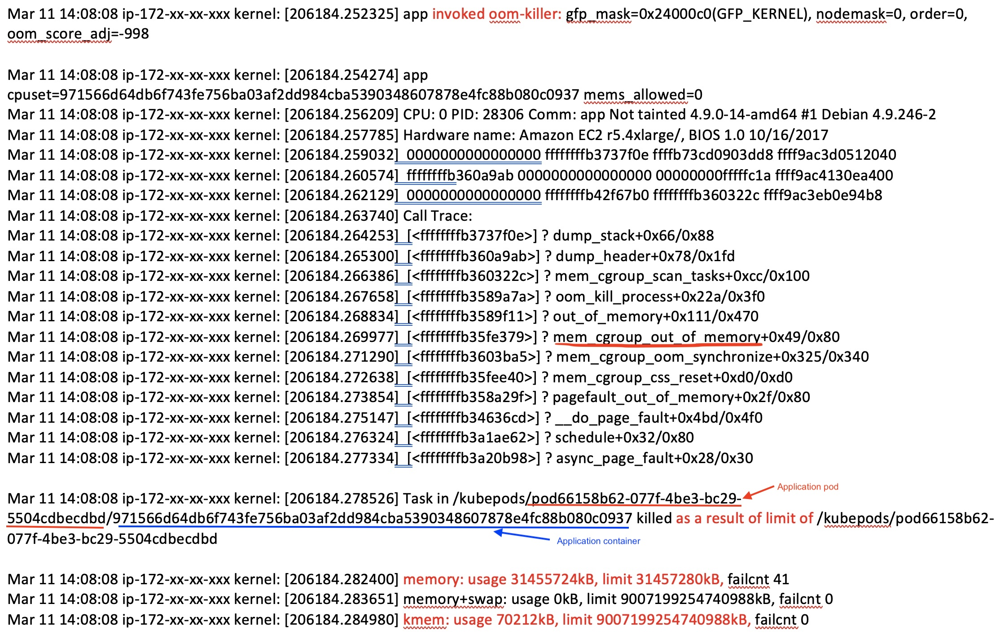 Mar 11 14:08:08 ip-172-xx-xx-xxx kernel: [206184.252325] app invoked oom-killer: gfp_mask=0x24000c0(GFP_KERNEL), nodemask=0, order=0,
oom_score_adj=-998
Mar 11 14:08:08 ip-172-xx-xx-xxx kernel: [206184.254274] app
cpuset=971566d64db6f743fe756ba03af2dd984cba5390348607878e4fc88b080c0937 mems_allowed=0
Mar 11 14:08:08 ip-172-xx-xx-xxx kernel: [206184.256209] CPU: 0 PID: 28306 Comm: app Not tainted 4.9.0-14-amd64 #1 Debian 4.9.246-2
Mar 11 14:08:08 ip-172-xx-xx-xxx kernel: [206184.257785] Hardware name: Amazon EC2 r5.4xlarge/, BIOS 1.0 10/16/2017
Mar 11 14:08:08 ip-172-xx-xx-xxx kernel: [206184.259032]  0000000000000000 ffffffffb3737f0e ffffb73cd0903dd8 ffff9ac3d0512040
Mar 11 14:08:08 ip-172-xx-xx-xxx kernel: [206184.260574]  ffffffffb360a9ab 0000000000000000 00000000fffffc1a ffff9ac4130ea400
Mar 11 14:08:08 ip-172-xx-xx-xxx kernel: [206184.262129]  0000000000000000 ffffffffb42f67b0 ffffffffb360322c ffff9ac3eb0e94b8
Mar 11 14:08:08 ip-172-xx-xx-xxx kernel: [206184.263740] Call Trace:
Mar 11 14:08:08 ip-172-xx-xx-xxx kernel: [206184.264253]  [<ffffffffb3737f0e>] ? dump_stack+0x66/0x88
Mar 11 14:08:08 ip-172-xx-xx-xxx kernel: [206184.265300]  [<ffffffffb360a9ab>] ? dump_header+0x78/0x1fd
Mar 11 14:08:08 ip-172-xx-xx-xxx kernel: [206184.266386]  [<ffffffffb360322c>] ? mem_cgroup_scan_tasks+0xcc/0x100
Mar 11 14:08:08 ip-172-xx-xx-xxx kernel: [206184.267658]  [<ffffffffb3589a7a>] ? oom_kill_process+0x22a/0x3f0
Mar 11 14:08:08 ip-172-xx-xx-xxx kernel: [206184.268834]  [<ffffffffb3589f11>] ? out_of_memory+0x111/0x470
Mar 11 14:08:08 ip-172-xx-xx-xxx kernel: [206184.269977]  [<ffffffffb35fe379>] ? mem_cgroup_out_of_memory+0x49/0x80
Mar 11 14:08:08 ip-172-xx-xx-xxx kernel: [206184.271290]  [<ffffffffb3603ba5>] ? mem_cgroup_oom_synchronize+0x325/0x340
Mar 11 14:08:08 ip-172-xx-xx-xxx kernel: [206184.272638]  [<ffffffffb35fee40>] ? mem_cgroup_css_reset+0xd0/0xd0
Mar 11 14:08:08 ip-172-xx-xx-xxx kernel: [206184.273854]  [<ffffffffb358a29f>] ? pagefault_out_of_memory+0x2f/0x80
Mar 11 14:08:08 ip-172-xx-xx-xxx kernel: [206184.275147]  [<ffffffffb34636cd>] ? __do_page_fault+0x4bd/0x4f0
Mar 11 14:08:08 ip-172-xx-xx-xxx kernel: [206184.276324]  [<ffffffffb3a1ae62>] ? schedule+0x32/0x80
Mar 11 14:08:08 ip-172-xx-xx-xxx kernel: [206184.277334]  [<ffffffffb3a20b98>] ? async_page_fault+0x28/0x30
Application pod
Mar 11 14:08:08 ip-172-xx-xx-xxx kernel: [206184.278526] Task in /kubepods/pod66158b62-077f-4be3-bc29-
5504cdbecdbd/971566d64db6f743fe756ba03af2dd984cba5390348607878e4fc88b080c0937 killed as a result of limit of /kubepods/pod66158b62-
077f-4be3-bc29-5504cdbecdbd
Application container
Mar 11 14:08:08 ip-172-xx-xx-xxx kernel: [206184.282400] memory: usage 31455724kB, limit 31457280kB, failcnt 41
Mar 11 14:08:08 ip-172-xx-xx-xxx kernel: [206184.283651] memory+swap: usage 0kB, limit 9007199254740988kB, failcnt 0
Mar 11 14:08:08 ip-172-xx-xx-xxx kernel: [206184.284980] kmem: usage 70212kB, limit 9007199254740988kB, failcnt 0